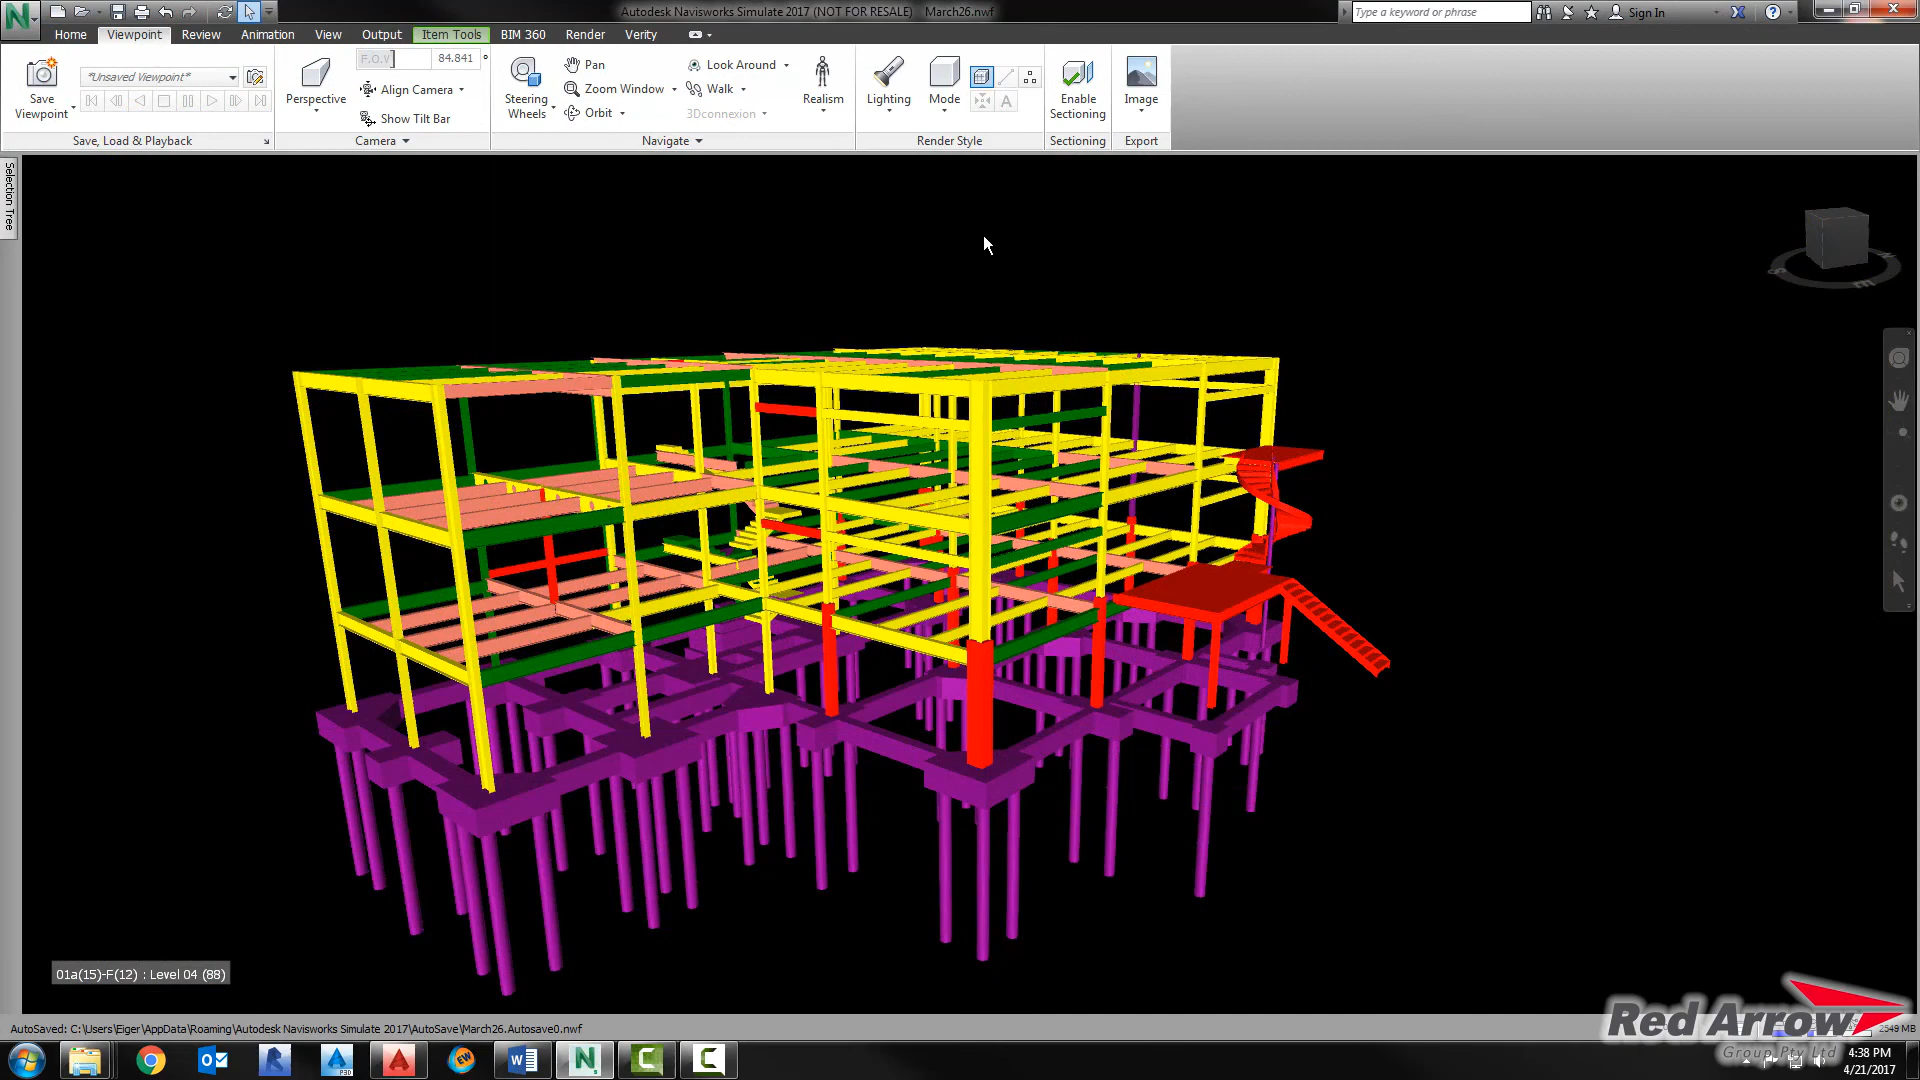 Autodesk Navisworks Simulate 2017 (NOT FOR RESALE) March26.nwf
Type a keyword or phrase
Sign In
Home Viewpoint Review Animation View Output Item Tools BIM 360 Render Verity
Save Viewpoint
*Unsaved Viewpoint*
Save, Load & Playback
Perspective
F.O.V 84.841 °
Align Camera
Show Tilt Bar
Camera
Steering Wheels
Pan
Zoom Window
Orbit
Look Around
Walk
3Dconnexion
Navigate
Realism
Lighting
Mode
A
Render Style
Enable Sectioning
Sectioning
Image
Export
Selection Tree
S
E
N
01a(15)-F(12) : Level 04 (88)
AutoSaved: C:\Users\Eiger\AppData\Roaming\Autodesk Navisworks Simulate 2017\AutoSave\March26.Autosave0.nwf
2549 MB
Red Arrow
Group Pty Ltd
4:38 PM
4/21/2017